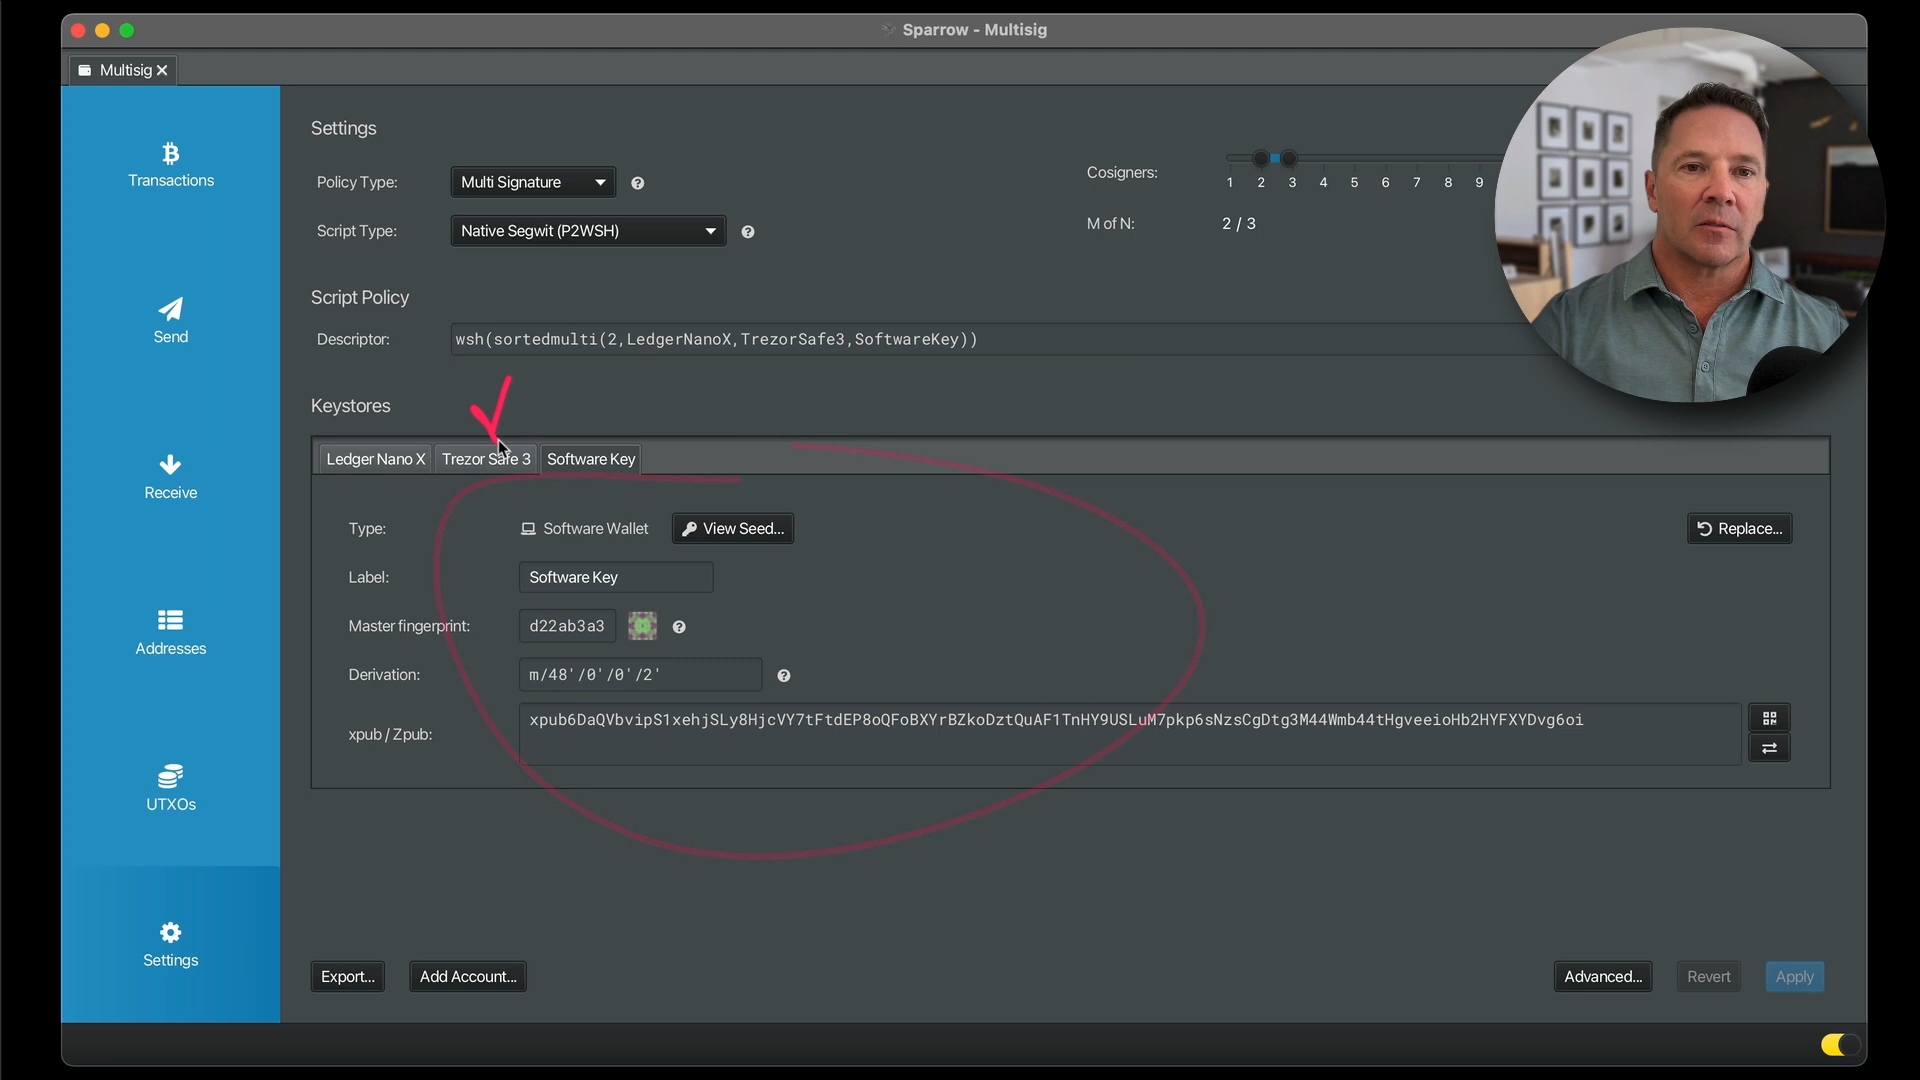 Sparrow - Multisig
Multisig
Transactions
Send
Receive
Addresses
UTXOs
Settings
Settings
Policy Type: Multi Signature
Script Type: Native Segwit (P2WSH)
Cosigners:
1 2 3 4 5 6 7 8 9
M of N: 2 / 3
Script Policy
Descriptor: wsh(sortedmulti(2,LedgerNanoX,TrezorSafe3,SoftwareKey))
Keystores
Ledger Nano X Trezor Safe 3 Software Key
Type: Software Wallet View Seed... Replace...
Label: Software Key
Master fingerprint: d22ab3a3
Derivation: m/48'/0'/0'/2'
xpub / Zpub: xpub6DaQVbvipS1xehjSLy8HjcVY7tFtdEP8oQFoBXYrBZkoDztQuAF1TnHY9USLuM7pkp6sNzsCgDtg3M44Wmb44tHgveeioHb2HYFXYDvg6oi
Export... Add Account... Advanced... Revert Apply